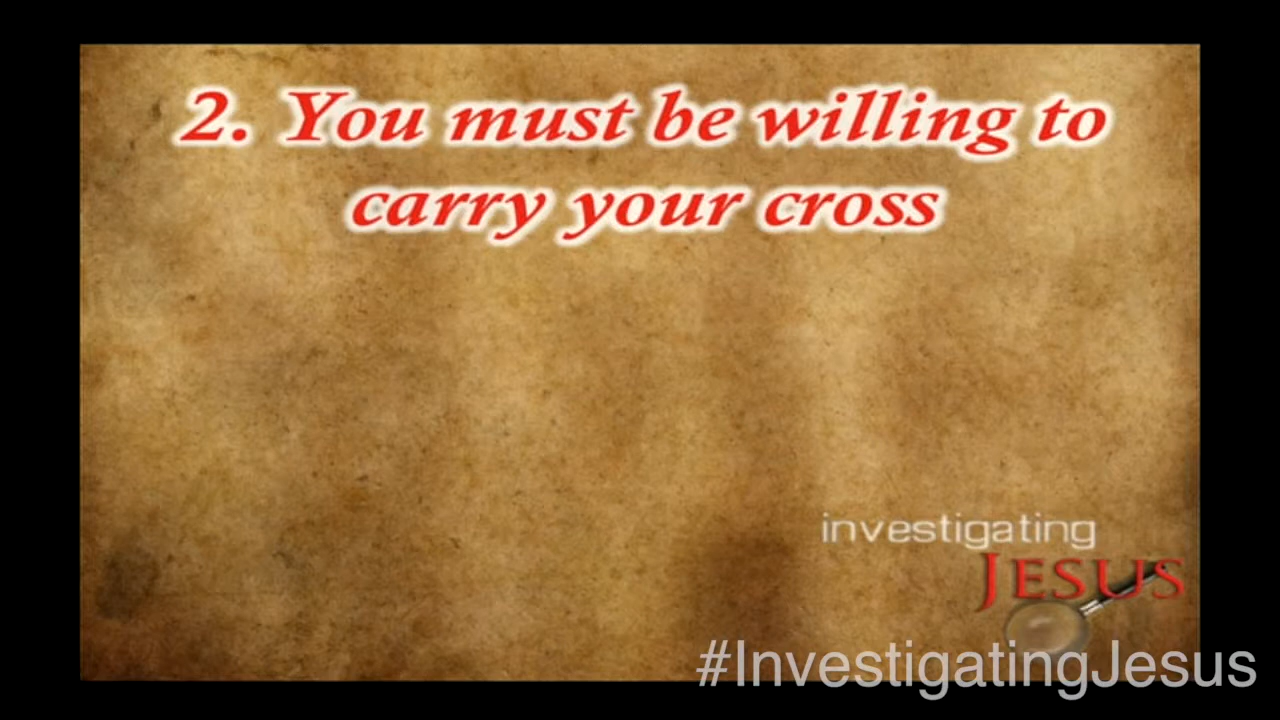 2. You must be willing to
carry your cross
investigating
JESUS
#InvestigatingJesus